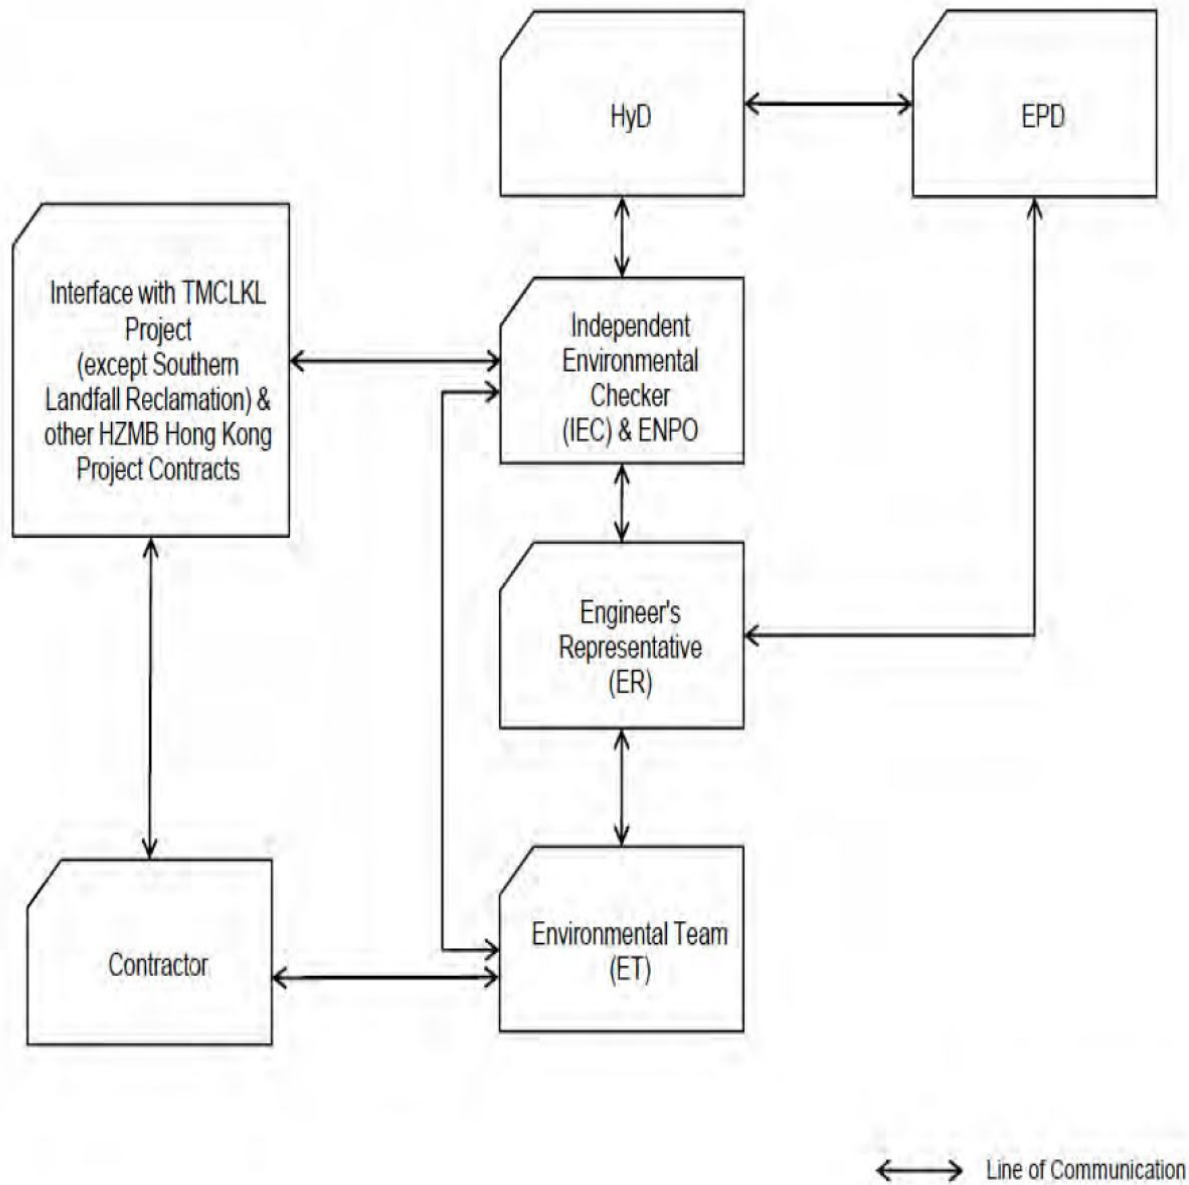 HyD
EPD
Interface with TMCLKL
Project
(except Southern
Landfall Reclamation) &
other HZMB Hong Kong
Project Contracts
Independent
Environmental
Checker
(IEC) & ENPO
Engineer's
Representative
(ER)
Contractor
Environmental Team
(ET)
Line of Communication